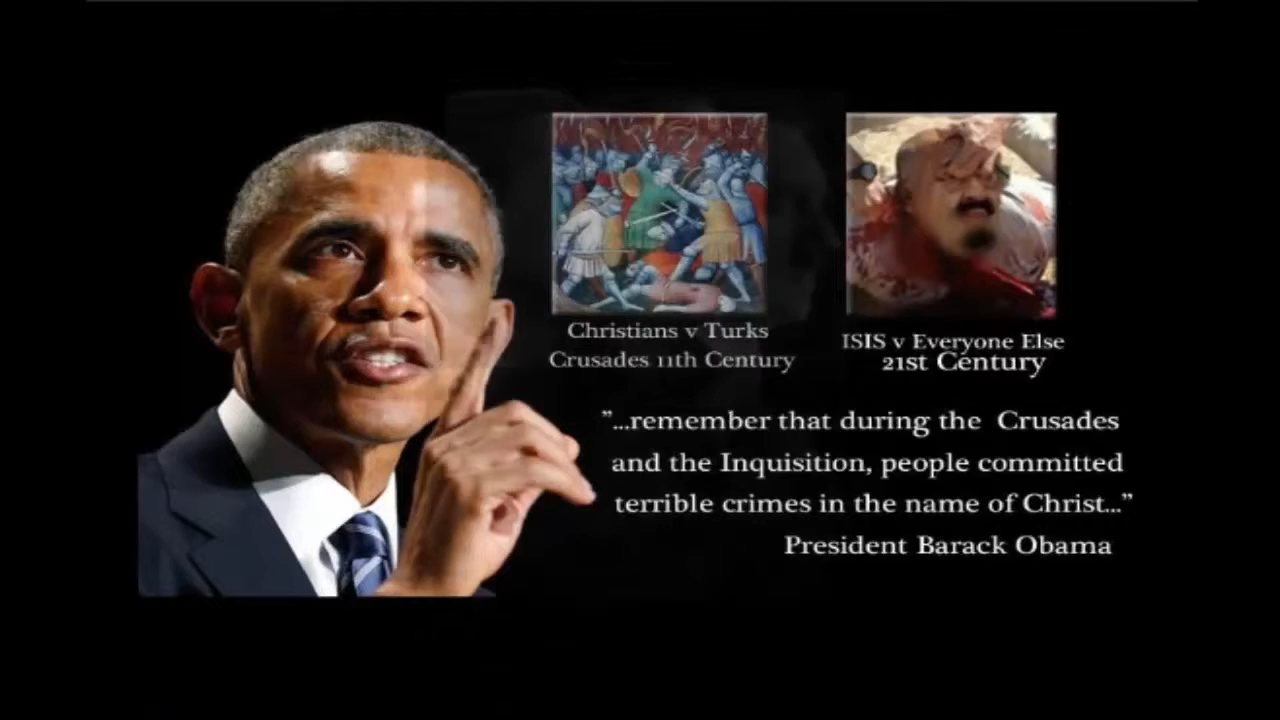 Christians v Turks
Crusades 11th Century
ISIS v Everyone Else
21st Century
"...remember that during the Crusades
and the Inquisition, people committed
terrible crimes in the name of Christ..."
President Barack Obama